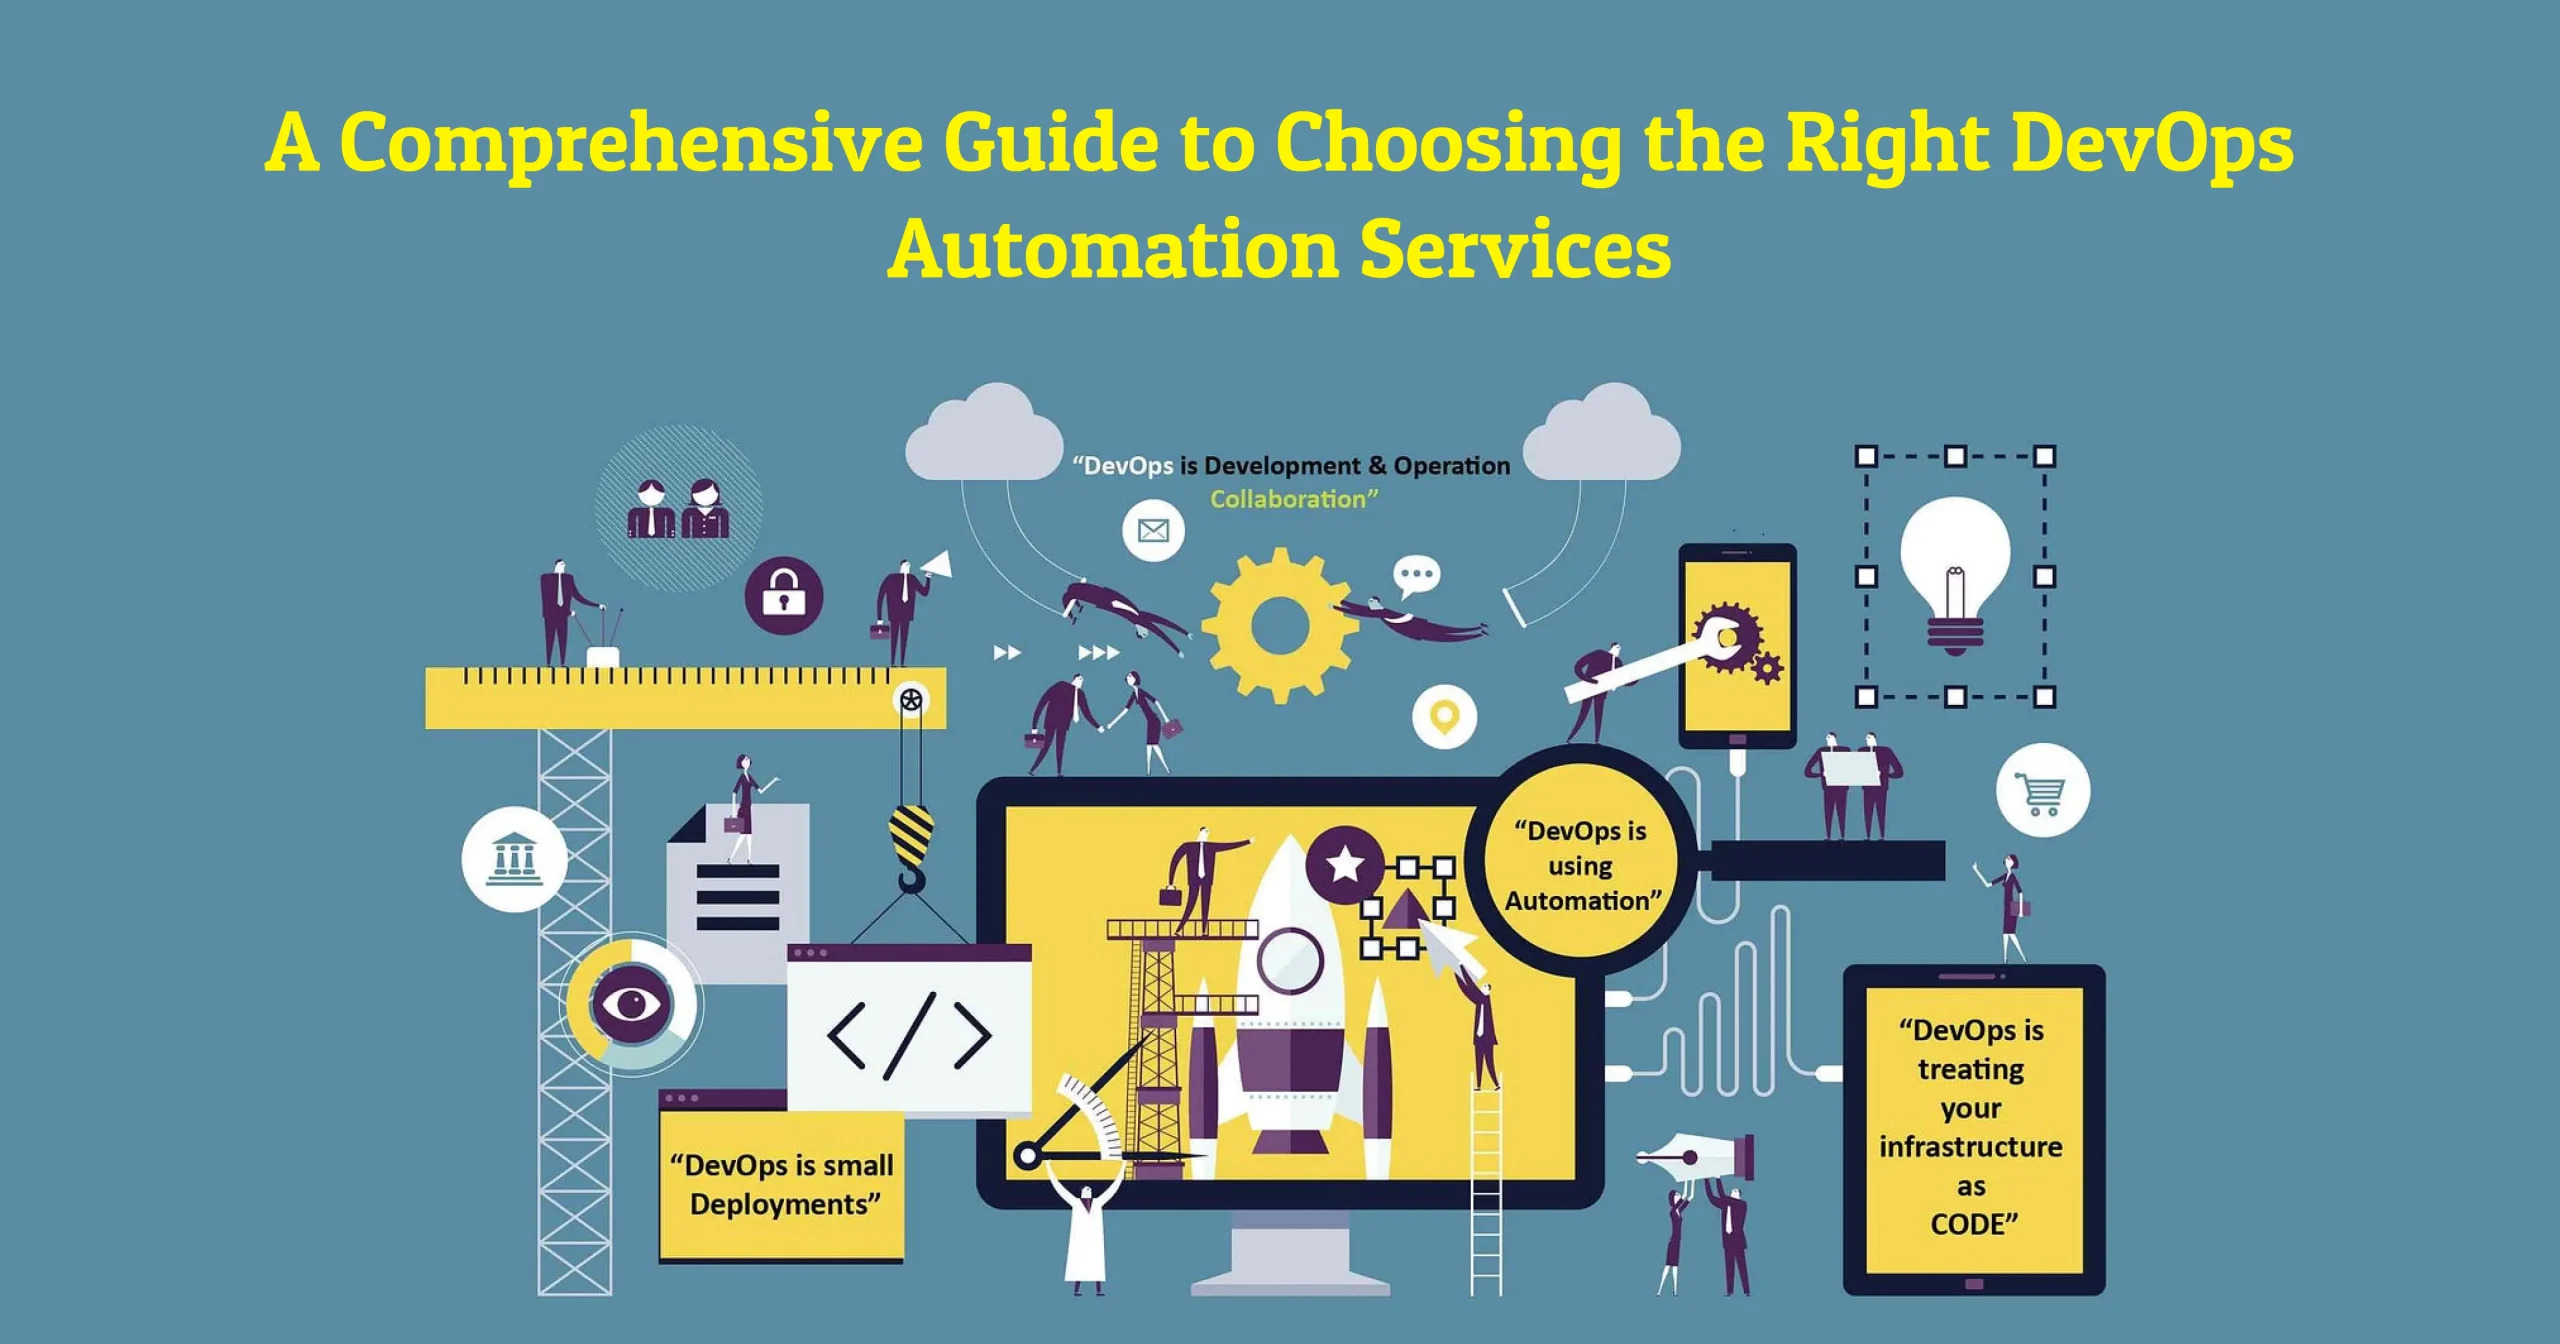 A Comprehensive Guide to Choosing the Right DevOps
Automation Services
“DevOps is Development & Operation
Collaboration”
“DevOps is
using
Automation”
“DevOps is small
Deployments”
“DevOps is
treating
your
infrastructure
as
CODE”